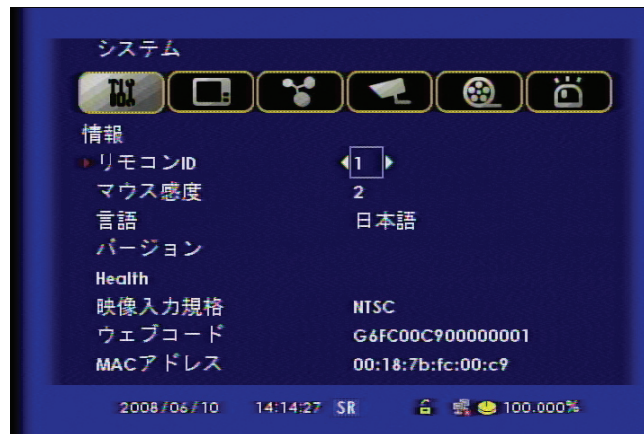 システム
情報
リモコンID 1
マウス感度 2
言語 日本語
バージョン
Health
映像入力規格 NTSC
ウェブコード G6FC00C900000001
MACアドレス 00:18:7b:fc:00:c9
2008/06/10 14:14:27 SR 100.000%